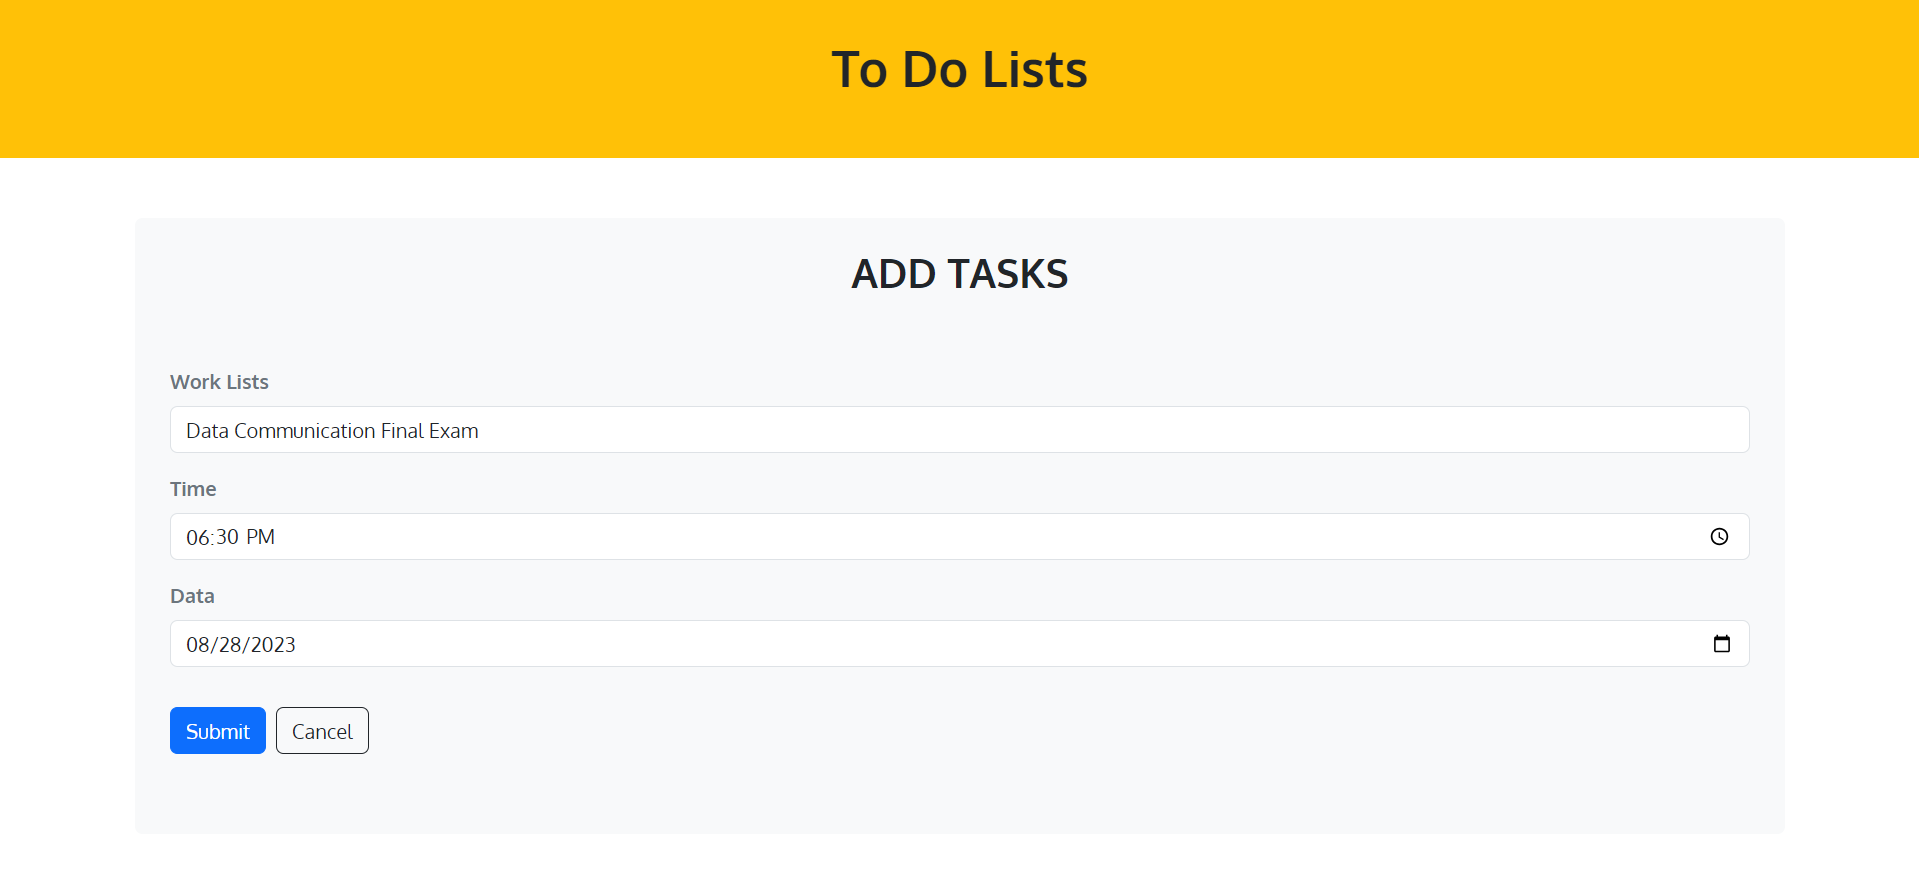 To Do Lists
ADD TASKS
Work Lists
Data Communication Final Exam
Time
06:30 PM
Data
08/28/2023
Submit Cancel